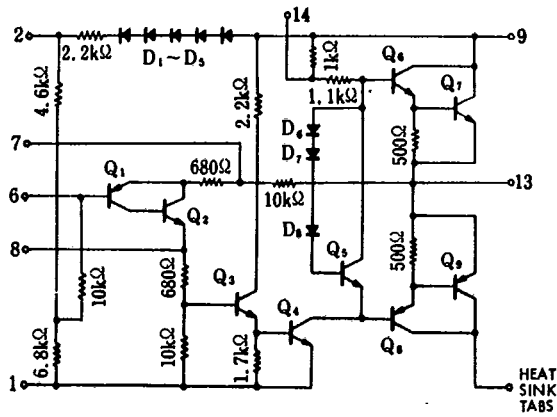 14
2
9
2.2kΩ
D₁~D₅
1kΩ
Q₆
Q₇
4.6kΩ
2.2kΩ
1.1kΩ
D₆
D₇
500Ω
7
Q₁
680Ω
10kΩ
13
6
Q₂
D₈
Q₅
500Ω
Q₉
8
10kΩ
680Ω
Q₃
Q₄
Q₈
6.8kΩ
10kΩ
1.7kΩ
1
HEAT
SINK
TABS